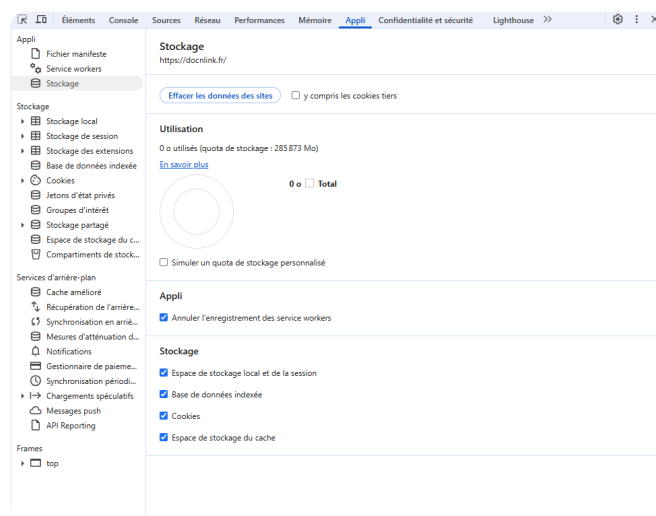 Éléments Console Sources Réseau Performances Mémoire Appli Confidentialité et sécurité Lighthouse
Appli
Fichier manifeste
Service workers
Stockage
Stockage
Stockage local
Stockage de session
Stockage des extensions
Base de données indexée
Cookies
Jetons d'état privés
Groupes d'intérêt
Stockage partagé
Espace de stockage du c...
Compartiments de stock...
Services d'arrière-plan
Cache amélioré
Récupération de l'arrière...
Synchronisation en arriè...
Mesures d'atténuation d...
Notifications
Gestionnaire de paieme...
Synchronisation périodi...
Chargements spéculatifs
Messages push
API Reporting
Frames
top
Stockage
https://docnlink.fr/
Effacer les données des sites y compris les cookies tiers
Utilisation
0 o utilisés (quota de stockage : 285 873 Mo)
En savoir plus
0 o Total
Simuler un quota de stockage personnalisé
Appli
Annuler l'enregistrement des service workers
Stockage
Espace de stockage local et de la session
Base de données indexée
Cookies
Espace de stockage du cache